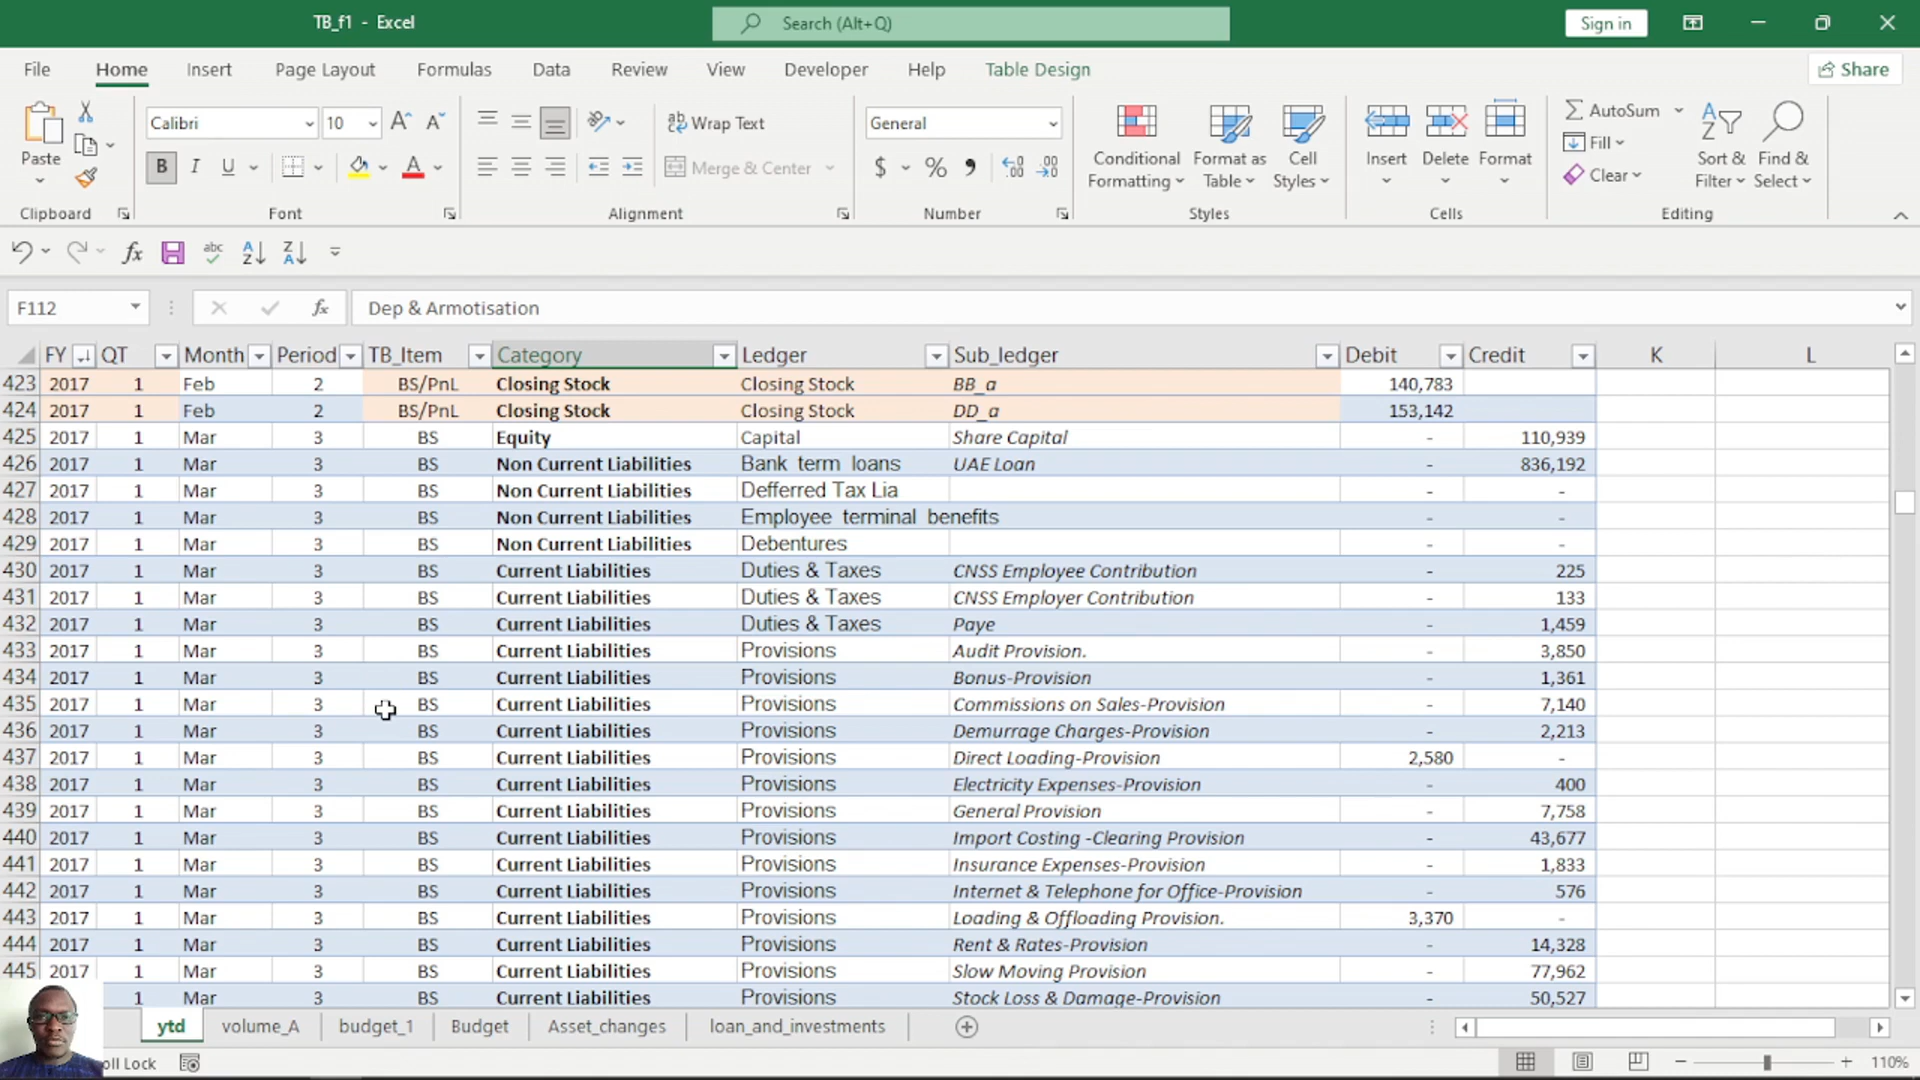 TB_f1 - Excel
Search (Alt+Q)
Sign in
File Home Insert Page Layout Formulas Data Review View Developer Help Table Design
Share
Calibri 10
Wrap Text
General
AutoSum
Fill
Clear
Paste
B I U
Merge & Center
$ % ,
Conditional Formatting
Format as Table
Cell Styles
Insert Delete Format
Sort & Filter
Find & Select
Clipboard Font Alignment Number Styles Cells Editing
F112 fx Dep & Armotisation
FY QT Month Period TB_Item Category Ledger Sub_ledger Debit Credit K L
423 2017 1 Feb 2 BS/PnL Closing Stock Closing Stock BB_a 140,783
424 2017 1 Feb 2 BS/PnL Closing Stock Closing Stock DD_a 153,142
425 2017 1 Mar 3 BS Equity Capital Share Capital - 110,939
426 2017 1 Mar 3 BS Non Current Liabilities Bank term loans UAE Loan - 836,192
427 2017 1 Mar 3 BS Non Current Liabilities Defferred Tax Lia - -
428 2017 1 Mar 3 BS Non Current Liabilities Employee terminal benefits - -
429 2017 1 Mar 3 BS Non Current Liabilities Debentures - -
430 2017 1 Mar 3 BS Current Liabilities Duties & Taxes CNSS Employee Contribution - 225
431 2017 1 Mar 3 BS Current Liabilities Duties & Taxes CNSS Employer Contribution - 133
432 2017 1 Mar 3 BS Current Liabilities Duties & Taxes Paye - 1,459
433 2017 1 Mar 3 BS Current Liabilities Provisions Audit Provision. - 3,850
434 2017 1 Mar 3 BS Current Liabilities Provisions Bonus-Provision - 1,361
435 2017 1 Mar 3 BS Current Liabilities Provisions Commissions on Sales-Provision - 7,140
436 2017 1 Mar 3 BS Current Liabilities Provisions Demurrage Charges-Provision - 2,213
437 2017 1 Mar 3 BS Current Liabilities Provisions Direct Loading-Provision 2,580 -
438 2017 1 Mar 3 BS Current Liabilities Provisions Electricity Expenses-Provision - 400
439 2017 1 Mar 3 BS Current Liabilities Provisions General Provision - 7,758
440 2017 1 Mar 3 BS Current Liabilities Provisions Import Costing -Clearing Provision - 43,677
441 2017 1 Mar 3 BS Current Liabilities Provisions Insurance Expenses-Provision - 1,833
442 2017 1 Mar 3 BS Current Liabilities Provisions Internet & Telephone for Office-Provision - 576
443 2017 1 Mar 3 BS Current Liabilities Provisions Loading & Offloading Provision. 3,370 -
444 2017 1 Mar 3 BS Current Liabilities Provisions Rent & Rates-Provision - 14,328
445 2017 1 Mar 3 BS Current Liabilities Provisions Slow Moving Provision - 77,962
1 Mar 3 BS Current Liabilities Provisions Stock Loss & Damage-Provision - 50,527
ytd volume_A budget_1 Budget Asset_changes loan_and_investments
oll Lock
110%